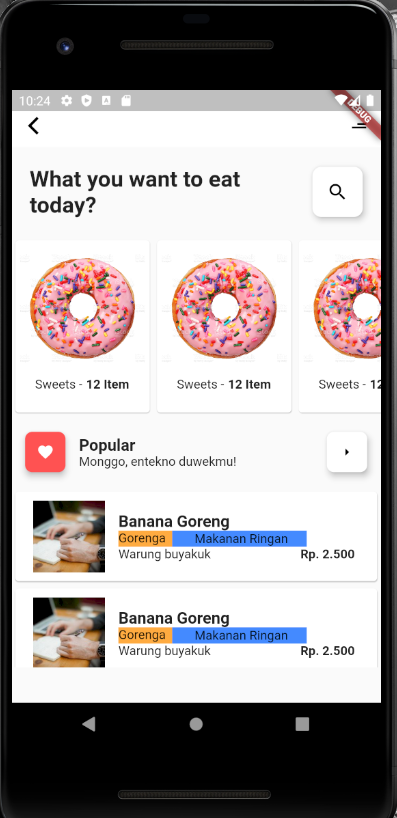 10:24
DEBUG
What you want to eat
today?
Sweets - 12 Item
Sweets - 12 Item
Sweets - 12
Popular
Monggo, entekno duwekmu!
Banana Goreng
Gorenga
Makanan Ringan
Warung buyakuk
Rp. 2.500
Banana Goreng
Gorenga
Makanan Ringan
Warung buyakuk
Rp. 2.500